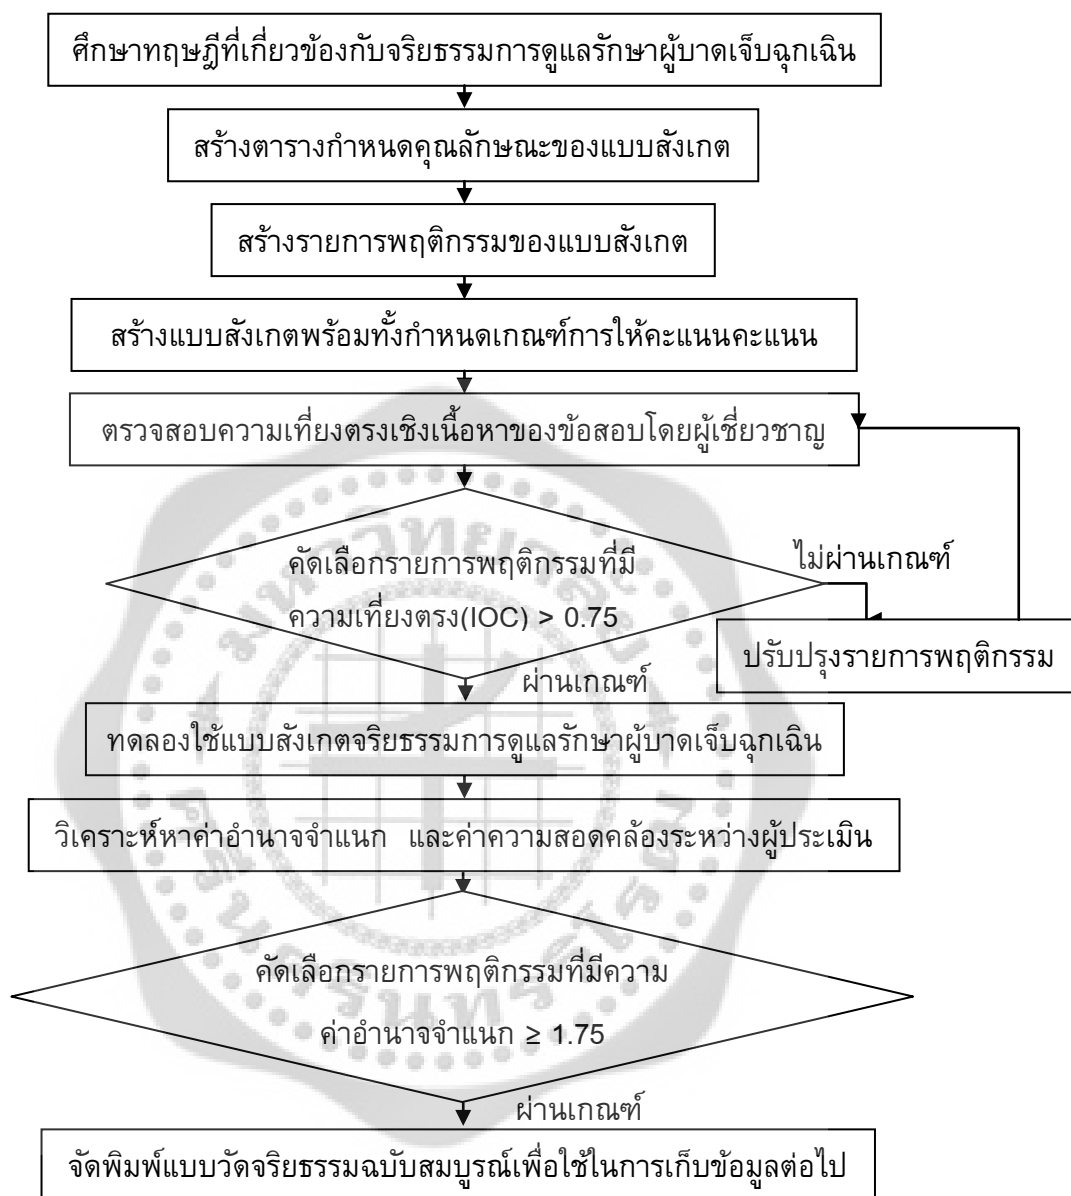 ศึกษาทฤษฎีที่เกี่ยวข้องกับจริยธรรมการดูแลรักษาผู้บาดเจ็บฉุกเฉิน
สร้างตารางกำหนดคุณลักษณะของแบบสังเกต
สร้างรายการพฤติกรรมของแบบสังเกต
สร้างแบบสังเกตพร้อมทั้งกำหนดเกณฑ์การให้คะแนนคะแนน
ตรวจสอบความเที่ยงตรงเชิงเนื้อหาของข้อสอบโดยผู้เชี่ยวชาญ
คัดเลือกรายการพฤติกรรมที่มี
ความเที่ยงตรง(IOC) > 0.75
ไม่ผ่านเกณฑ์
ปรับปรุงรายการพฤติกรรม
ผ่านเกณฑ์
ทดลองใช้แบบสังเกตจริยธรรมการดูแลรักษาผู้บาดเจ็บฉุกเฉิน
วิเคราะห์หาค่าอำนาจจำแนก และค่าความสอดคล้องระหว่างผู้ประเมิน
คัดเลือกรายการพฤติกรรมที่มีความ
ค่าอำนาจจำแนก ≥ 1.75
ผ่านเกณฑ์
จัดพิมพ์แบบวัดจริยธรรมฉบับสมบูรณ์เพื่อใช้ในการเก็บข้อมูลต่อไป
มหาวิทยาลัย
ศรีนครินทรวิโรฒ